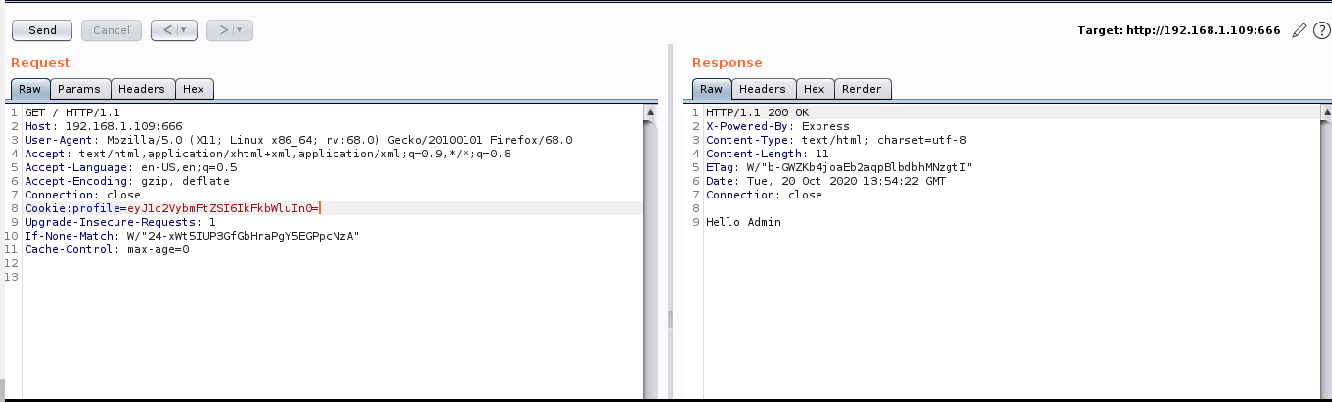 Send Cancel < | ▼ > | ▼ Target: http://192.168.1.109:666
Request
Raw Params Headers Hex
1 GET / HTTP/1.1
2 Host: 192.168.1.109:666
3 User-Agent: Mozilla/5.0 (X11; Linux x86_64; rv:68.0) Gecko/20100101 Firefox/68.0
4 Accept: text/html,application/xhtml+xml,application/xml;q=0.9,*/*;q=0.8
5 Accept-Language: en-US,en;q=0.5
6 Accept-Encoding: gzip, deflate
7 Connection: close
8 Cookie:profile=eyJ1c2VybmFtZSI6IkFkbWluIn0=
9 Upgrade-Insecure-Requests: 1
10 If-None-Match: W/"24-xWt5IUP3GfGbHraPgY5EGPpcNzA"
11 Cache-Control: max-age=0
12
13
Response
Raw Headers Hex Render
1 HTTP/1.1 200 OK
2 X-Powered-By: Express
3 Content-Type: text/html; charset=utf-8
4 Content-Length: 11
5 ETag: W/"b-GWZKb4joaEb2aqpBlbdbhMNzgtI"
6 Date: Tue, 20 Oct 2020 13:54:22 GMT
7 Connection: close
8
9 Hello Admin